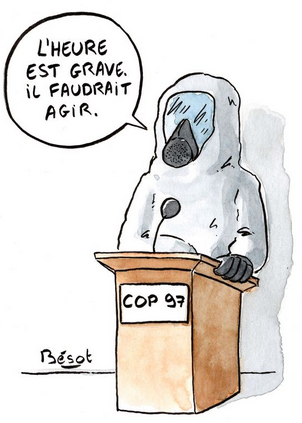 L'HEURE
EST GRAVE.
iL FAUDRAIT
AGIR.
COP 97
Bésot